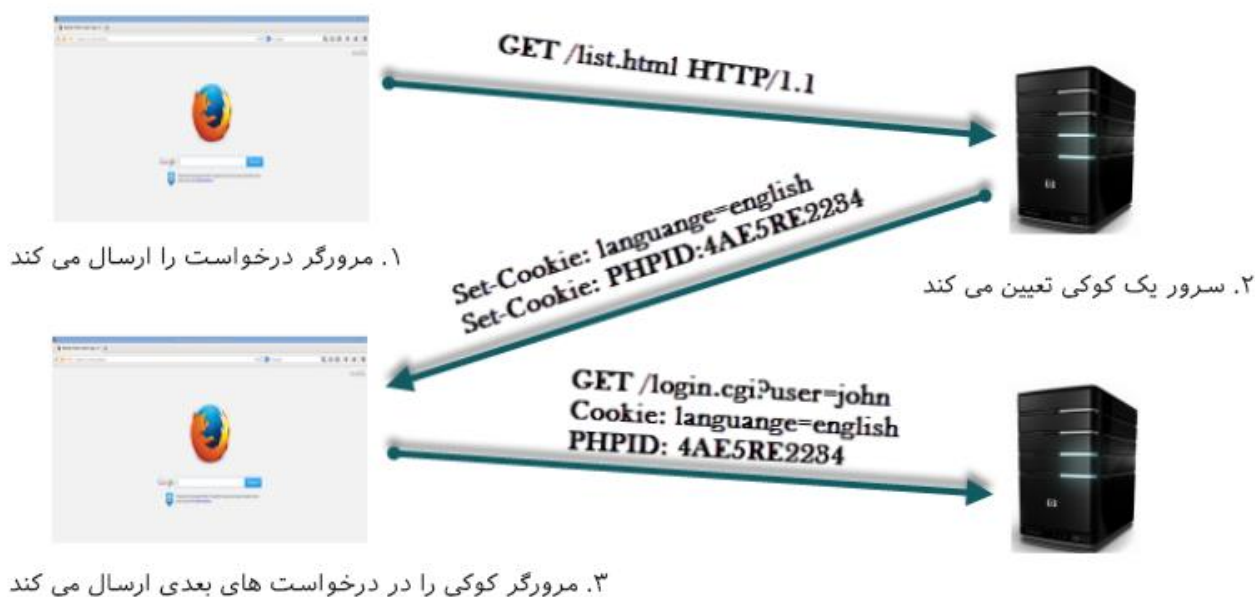 GET /list.html HTTP/1.1
۱. مرورگر درخواست را ارسال می کند
Set-Cookie: languange=english
Set-Cookie: PHPID:4AE5RE2234
۲. سرور یک کوکی تعیین می کند
GET /login.cgi?user=john
Cookie: languange=english
PHPID: 4AE5RE2234
۳. مرورگر کوکی را در درخواست های بعدی ارسال می کند